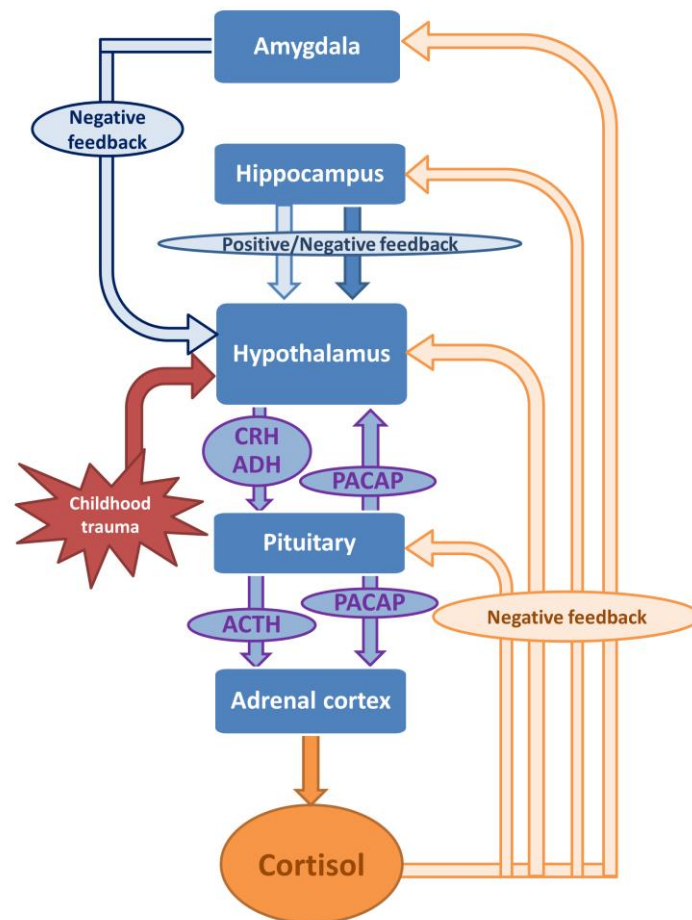 Amygdala
Negative
feedback
Hippocampus
Positive/Negative feedback
Hypothalamus
CRH
ADH
PACAP
Childhood
trauma
Pituitary
PACAP
ACTH
Negative feedback
Adrenal cortex
Cortisol